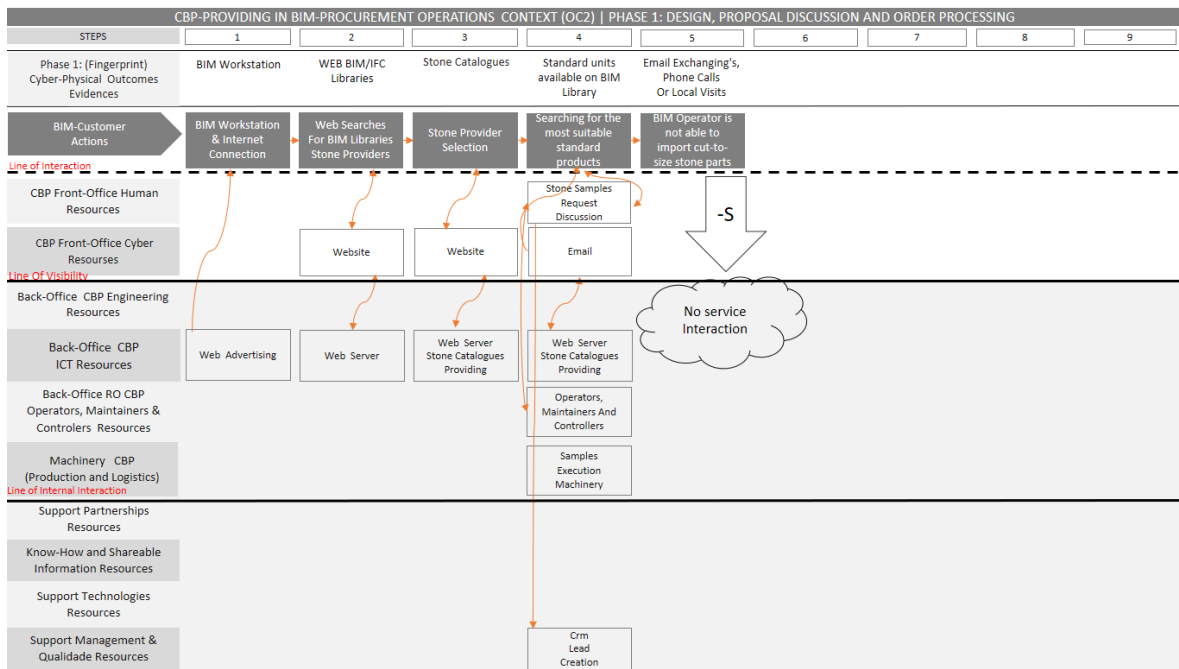 CBP-PROVIDING IN BIM-PROCUREMENT OPERATIONS CONTEXT (OC2) | PHASE 1: DESIGN, PROPOSAL DISCUSSION AND ORDER PROCESSING
STEPS
1
2
3
4
5
6
7
8
9
Phase 1: (Fingerprint)
Cyber-Physical Outcomes
Evidences
BIM Workstation
WEB BIM/IFC
Libraries
Stone Catalogues
Standard units
available on BIM
Library
Email Exchanging's,
Phone Calls
Or Local Visits
BIM-Customer
Actions
BIM Workstation
& Internet
Connection
Web Searches
For BIM Libraries
Stone Providers
Stone Provider
Selection
Searching for the
most suitable
standard
products
BIM Operator is
not able to
import cut-to-
size stone parts
Line of Interaction
CBP Front-Office Human
Resources
Stone Samples
Request
Discussion
-S
CBP Front-Office Cyber
Resourses
Website
Website
Email
Line Of Visibility
Back-Office CBP Engineering
Resources
No service
Interaction
Back-Office CBP
ICT Resources
Web Advertising
Web Server
Web Server
Stone Catalogues
Providing
Web Server
Stone Catalogues
Providing
Back-Office RO CBP
Operators, Maintainers &
Controlers Resources
Operators,
Maintainers And
Controllers
Machinery CBP
(Production and Logistics)
Samples
Execution
Machinery
Line of Internal Interaction
Support Partnerships
Resources
Know-How and Shareable
Information Resources
Support Technologies
Resources
Support Management &
Qualidade Resources
Crm
Lead
Creation